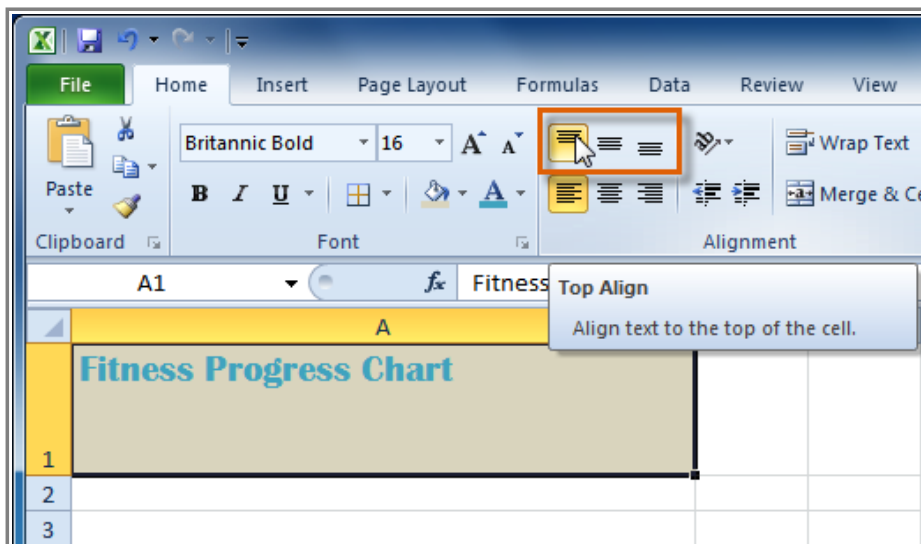 File Home Insert Page Layout Formulas Data Review View
Britannic Bold 16 A A Wrap Text
Paste B I U A Merge & Ce
Clipboard Font Alignment
A1 fx Fitness
Top Align
Align text to the top of the cell.
A
Fitness Progress Chart
1
2
3